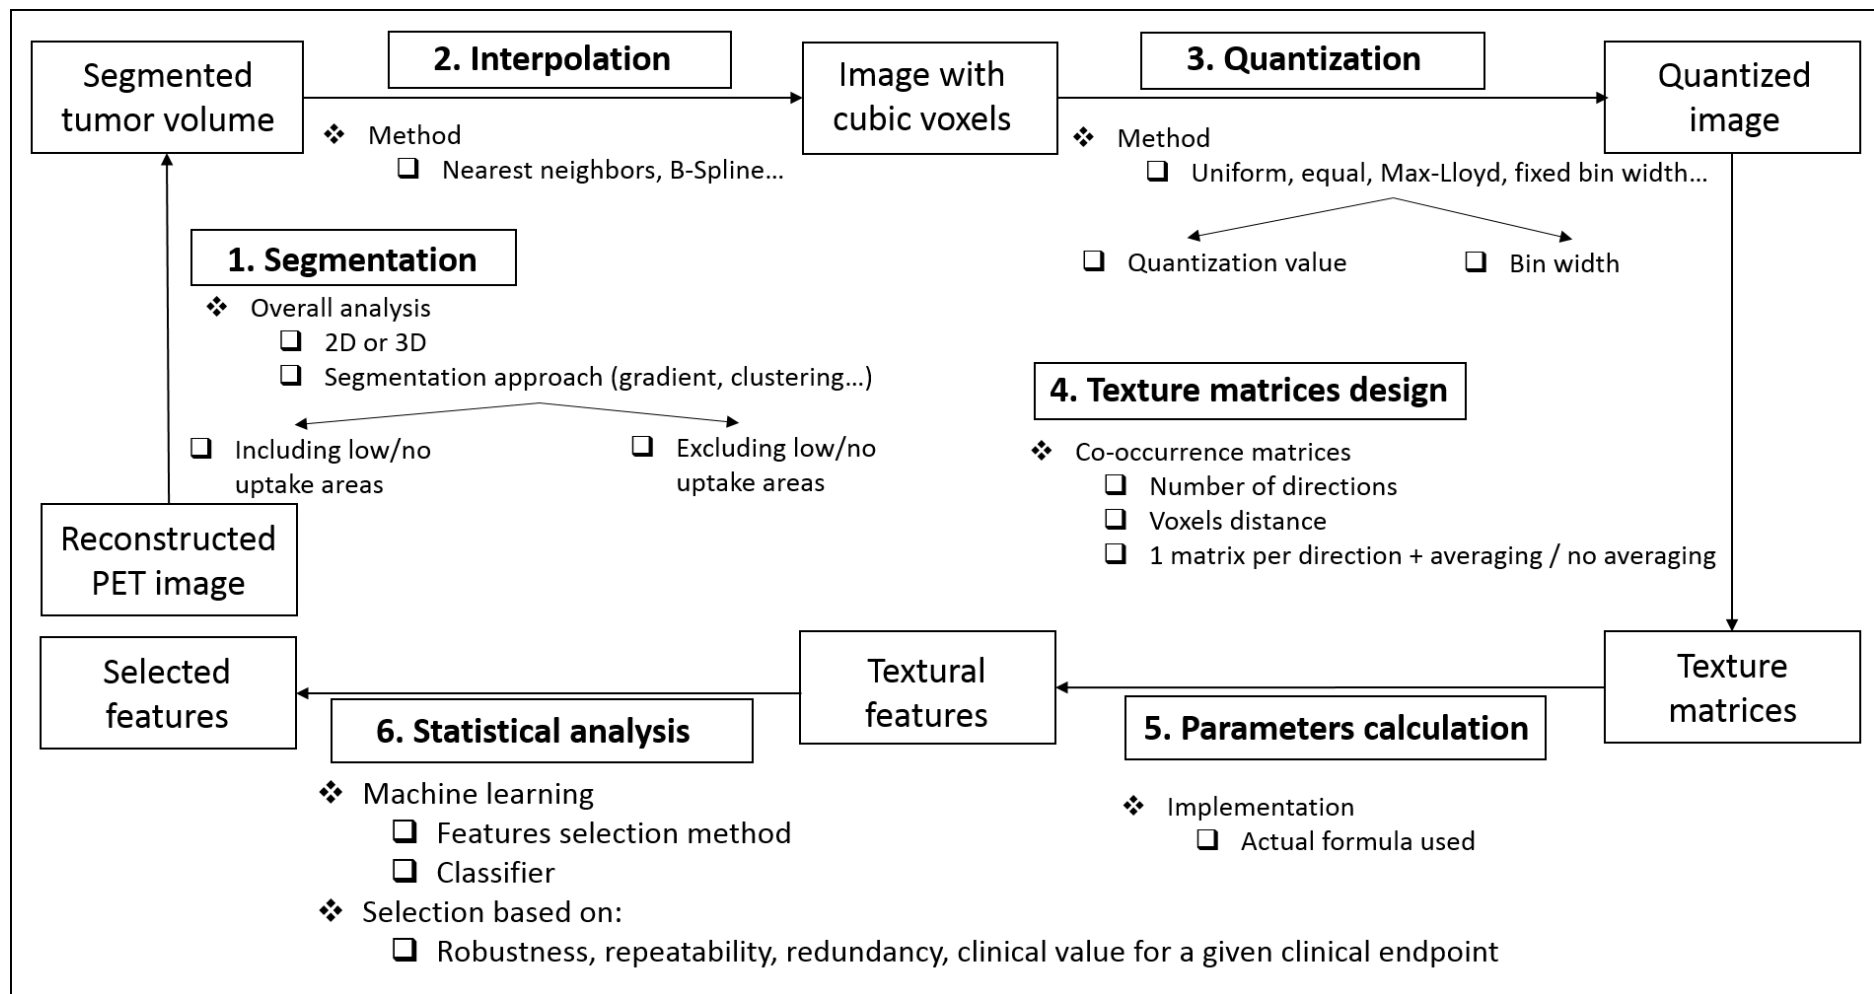 Segmented
tumor volume
2. Interpolation
❖ Method
❑ Nearest neighbors, B-Spline...
Image with
cubic voxels
3. Quantization
❖ Method
❑ Uniform, equal, Max-Lloyd, fixed bin width...
❑ Quantization value
❑ Bin width
Quantized
image
1. Segmentation
❖ Overall analysis
❑ 2D or 3D
❑ Segmentation approach (gradient, clustering...)
❑ Including low/no
uptake areas
❑ Excluding low/no
uptake areas
Reconstructed
PET image
4. Texture matrices design
❖ Co-occurrence matrices
❑ Number of directions
❑ Voxels distance
❑ 1 matrix per direction + averaging / no averaging
Texture
matrices
5. Parameters calculation
❖ Implementation
❑ Actual formula used
Textural
features
6. Statistical analysis
❖ Machine learning
❑ Features selection method
❑ Classifier
❖ Selection based on:
❑ Robustness, repeatability, redundancy, clinical value for a given clinical endpoint
Selected
features